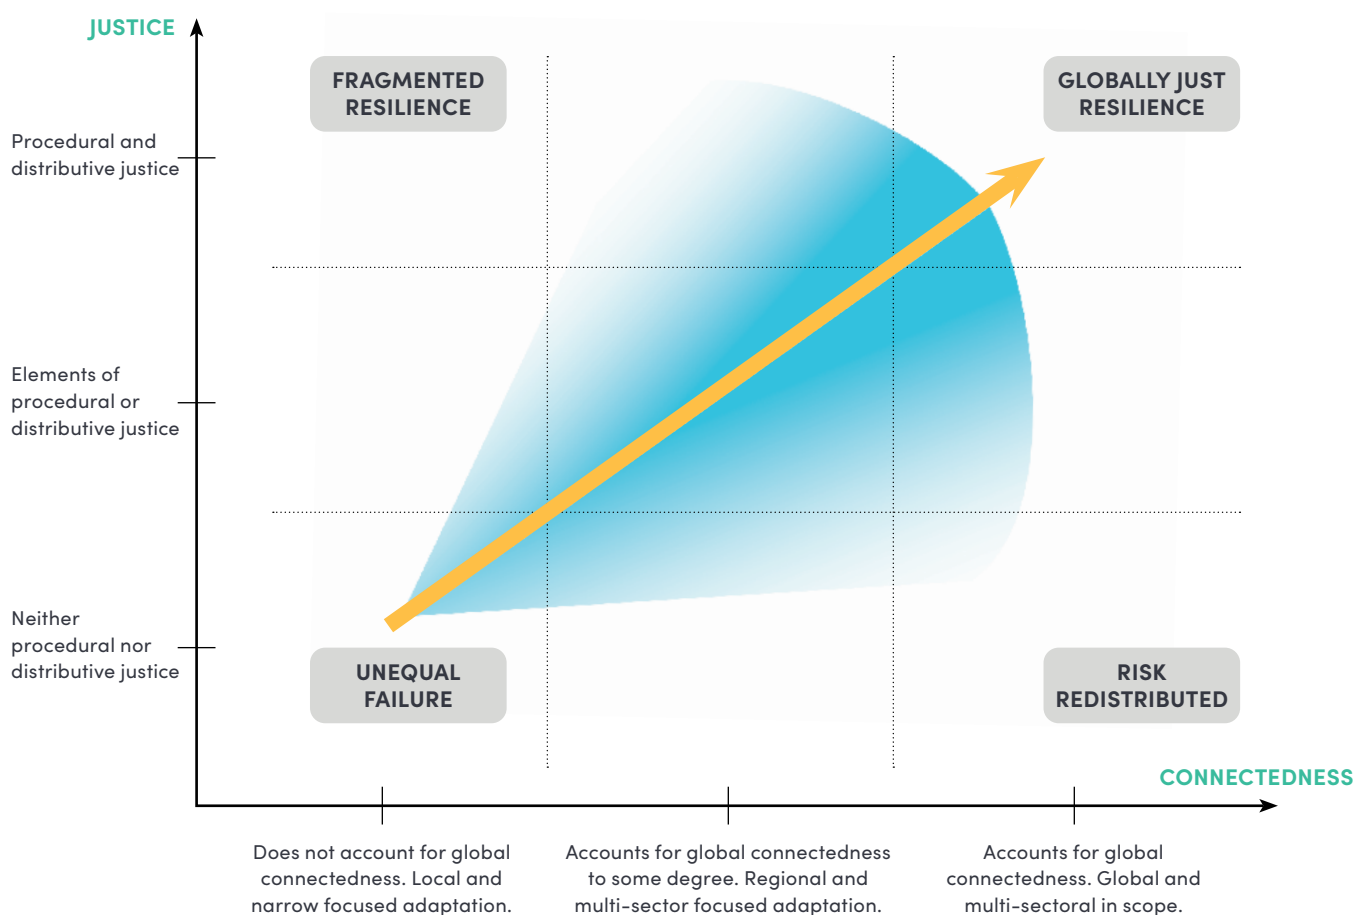 JUSTICE
FRAGMENTED
RESILIENCE
GLOBALLY JUST
RESILIENCE
Procedural and
distributive justice
Elements of
procedural or
distributive justice
Neither
procedural nor
distributive justice
UNEQUAL
FAILURE
RISK
REDISTRIBUTED
CONNECTEDNESS
Does not account for global
connectedness. Local and
narrow focused adaptation.
Accounts for global connectedness
to some degree. Regional and
multi-sector focused adaptation.
Accounts for global
connectedness. Global and
multi-sectoral in scope.